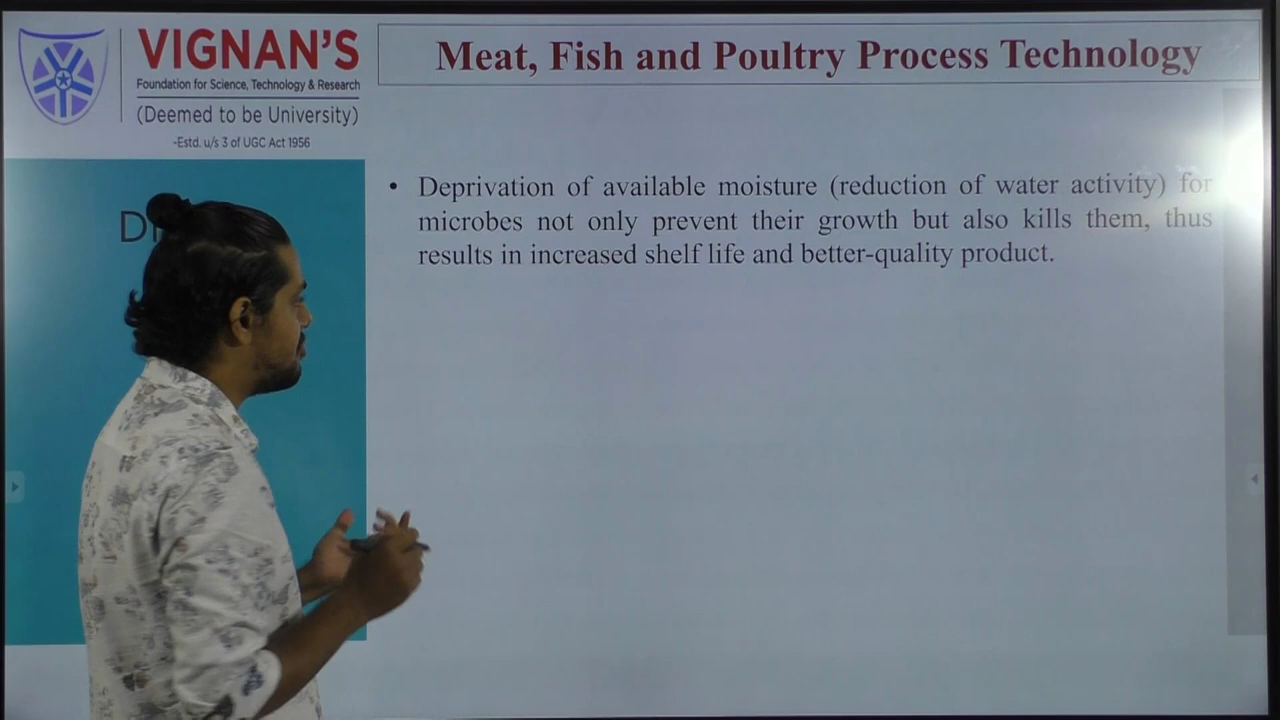 VIGNAN'S
Foundation for Science, Technology & Research
(Deemed to be University)
-Estd. u/s 3 of UGC Act 1956
Meat, Fish and Poultry Process Technology
• Deprivation of available moisture (reduction of water activity) for
microbes not only prevent their growth but also kills them, thus
results in increased shelf life and better-quality product.